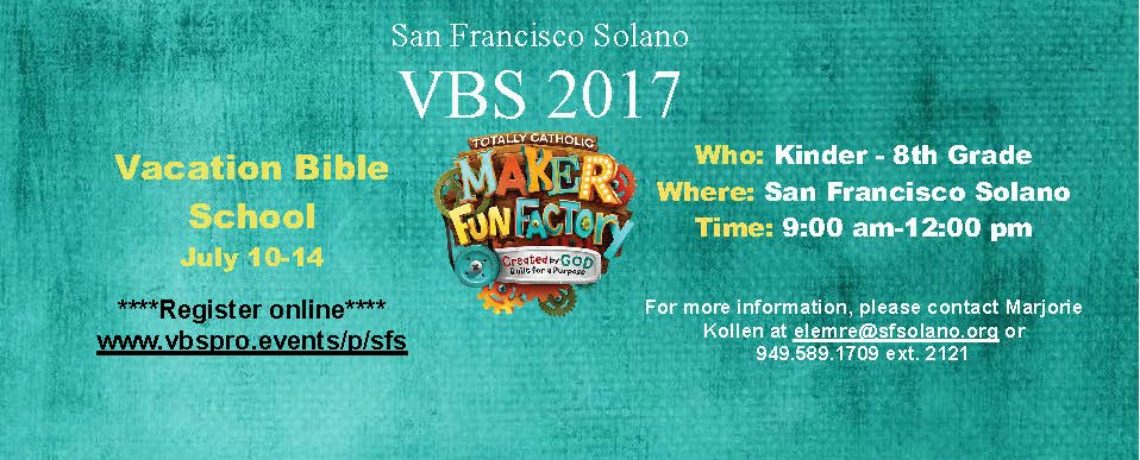 San Francisco Solano
VBS 2017
Vacation Bible
School
July 10-14
****Register online****
www.vbspro.events/p/sfs
TOTALLY CATHOLIC
MAKER
FUN FACTORY
Created by GOD
Built for a Purpose
Who: Kinder - 8th Grade
Where: San Francisco Solano
Time: 9:00 am-12:00 pm
For more information, please contact Marjorie
Kollen at elemre@sfsolano.org or
949.589.1709 ext. 2121